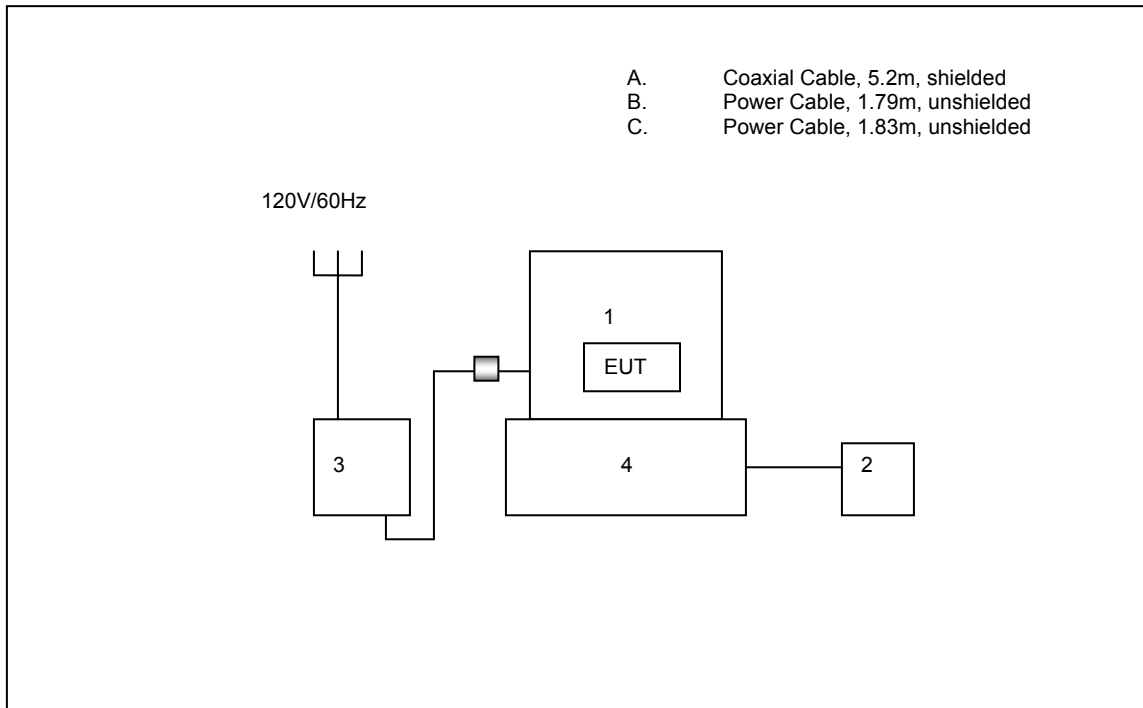 A. Coaxial Cable, 5.2m, shielded
B. Power Cable, 1.79m, unshielded
C. Power Cable, 1.83m, unshielded
120V/60Hz
1
EUT
3
4
2